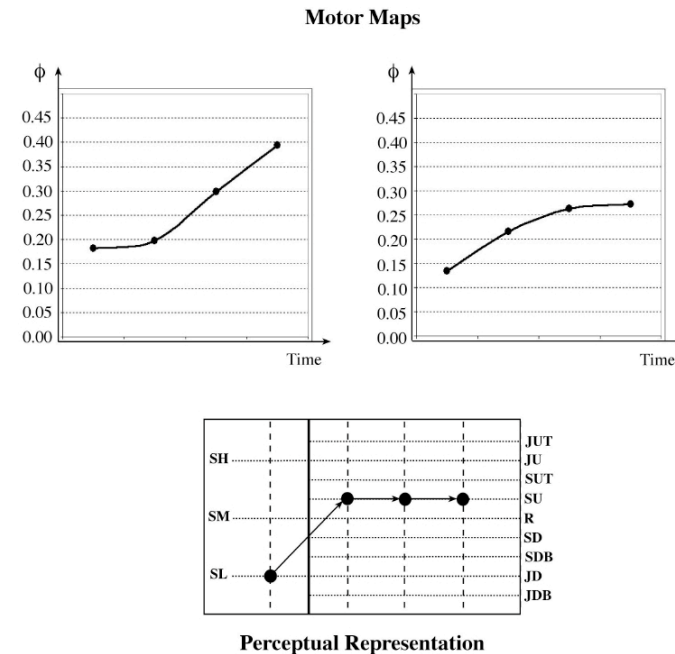 Motor Maps
ϕ ϕ
0.45 0.45
0.40 0.40
0.35 0.35
0.30 0.30
0.25 0.25
0.20 0.20
0.15 0.15
0.10 0.10
0.05 0.05
0.00 0.00
Time Time
JUT
SH JU
SUT
SU
SM R
SD
SDB
SL JD
JDB
Perceptual Representation